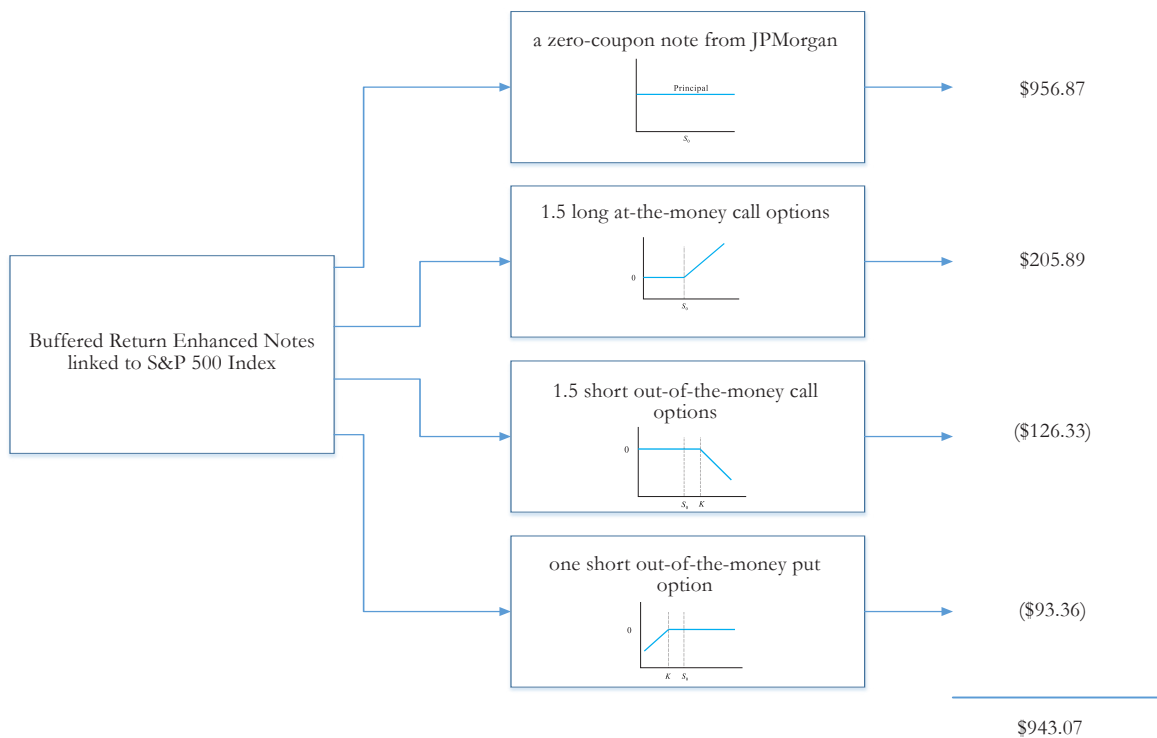 a zero-coupon note from JPMorgan
Principal
S₀
$956.87
1.5 long at-the-money call options
0
S₀
$205.89
Buffered Return Enhanced Notes
linked to S&P 500 Index
1.5 short out-of-the-money call
options
0
S₀ K
($126.33)
one short out-of-the-money put
option
0
K S₀
($93.36)
$943.07